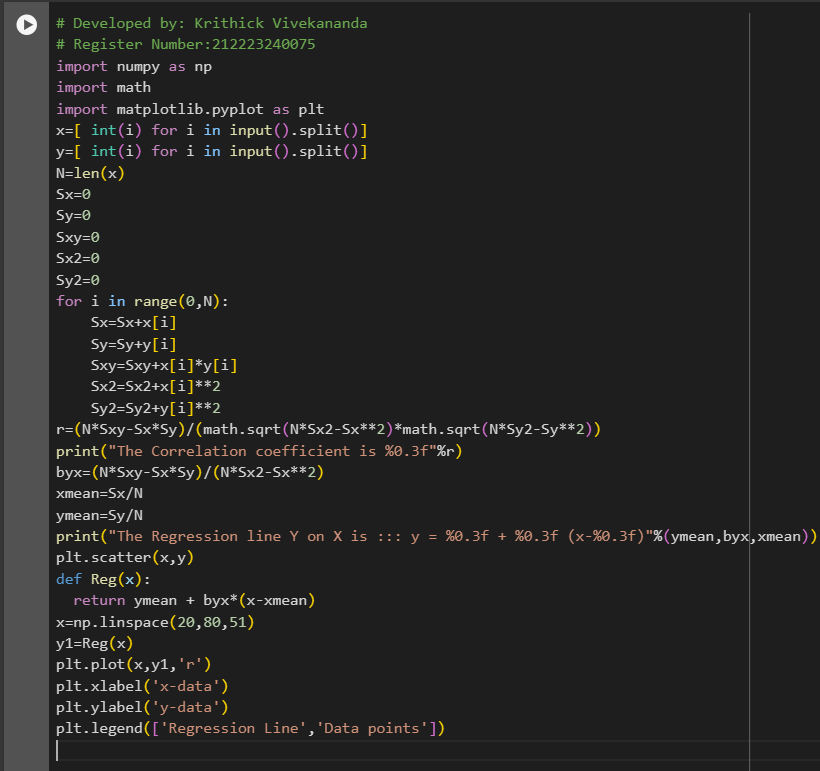 # Developed by: Krithick Vivekananda
# Register Number:212223240075
import numpy as np
import math
import matplotlib.pyplot as plt
x=[ int(i) for i in input().split()]
y=[ int(i) for i in input().split()]
N=len(x)
Sx=0
Sy=0
Sxy=0
Sx2=0
Sy2=0
for i in range(0,N):
    Sx=Sx+x[i]
    Sy=Sy+y[i]
    Sxy=Sxy+x[i]*y[i]
    Sx2=Sx2+x[i]**2
    Sy2=Sy2+y[i]**2
r=(N*Sxy-Sx*Sy)/(math.sqrt(N*Sx2-Sx**2)*math.sqrt(N*Sy2-Sy**2))
print("The Correlation coefficient is %0.3f"%r)
byx=(N*Sxy-Sx*Sy)/(N*Sx2-Sx**2)
xmean=Sx/N
ymean=Sy/N
print("The Regression line Y on X is ::: y = %0.3f + %0.3f (x-%0.3f)"%(ymean,byx,xmean))
plt.scatter(x,y)
def Reg(x):
  return ymean + byx*(x-xmean)
x=np.linspace(20,80,51)
y1=Reg(x)
plt.plot(x,y1,'r')
plt.xlabel('x-data')
plt.ylabel('y-data')
plt.legend(['Regression Line','Data points'])